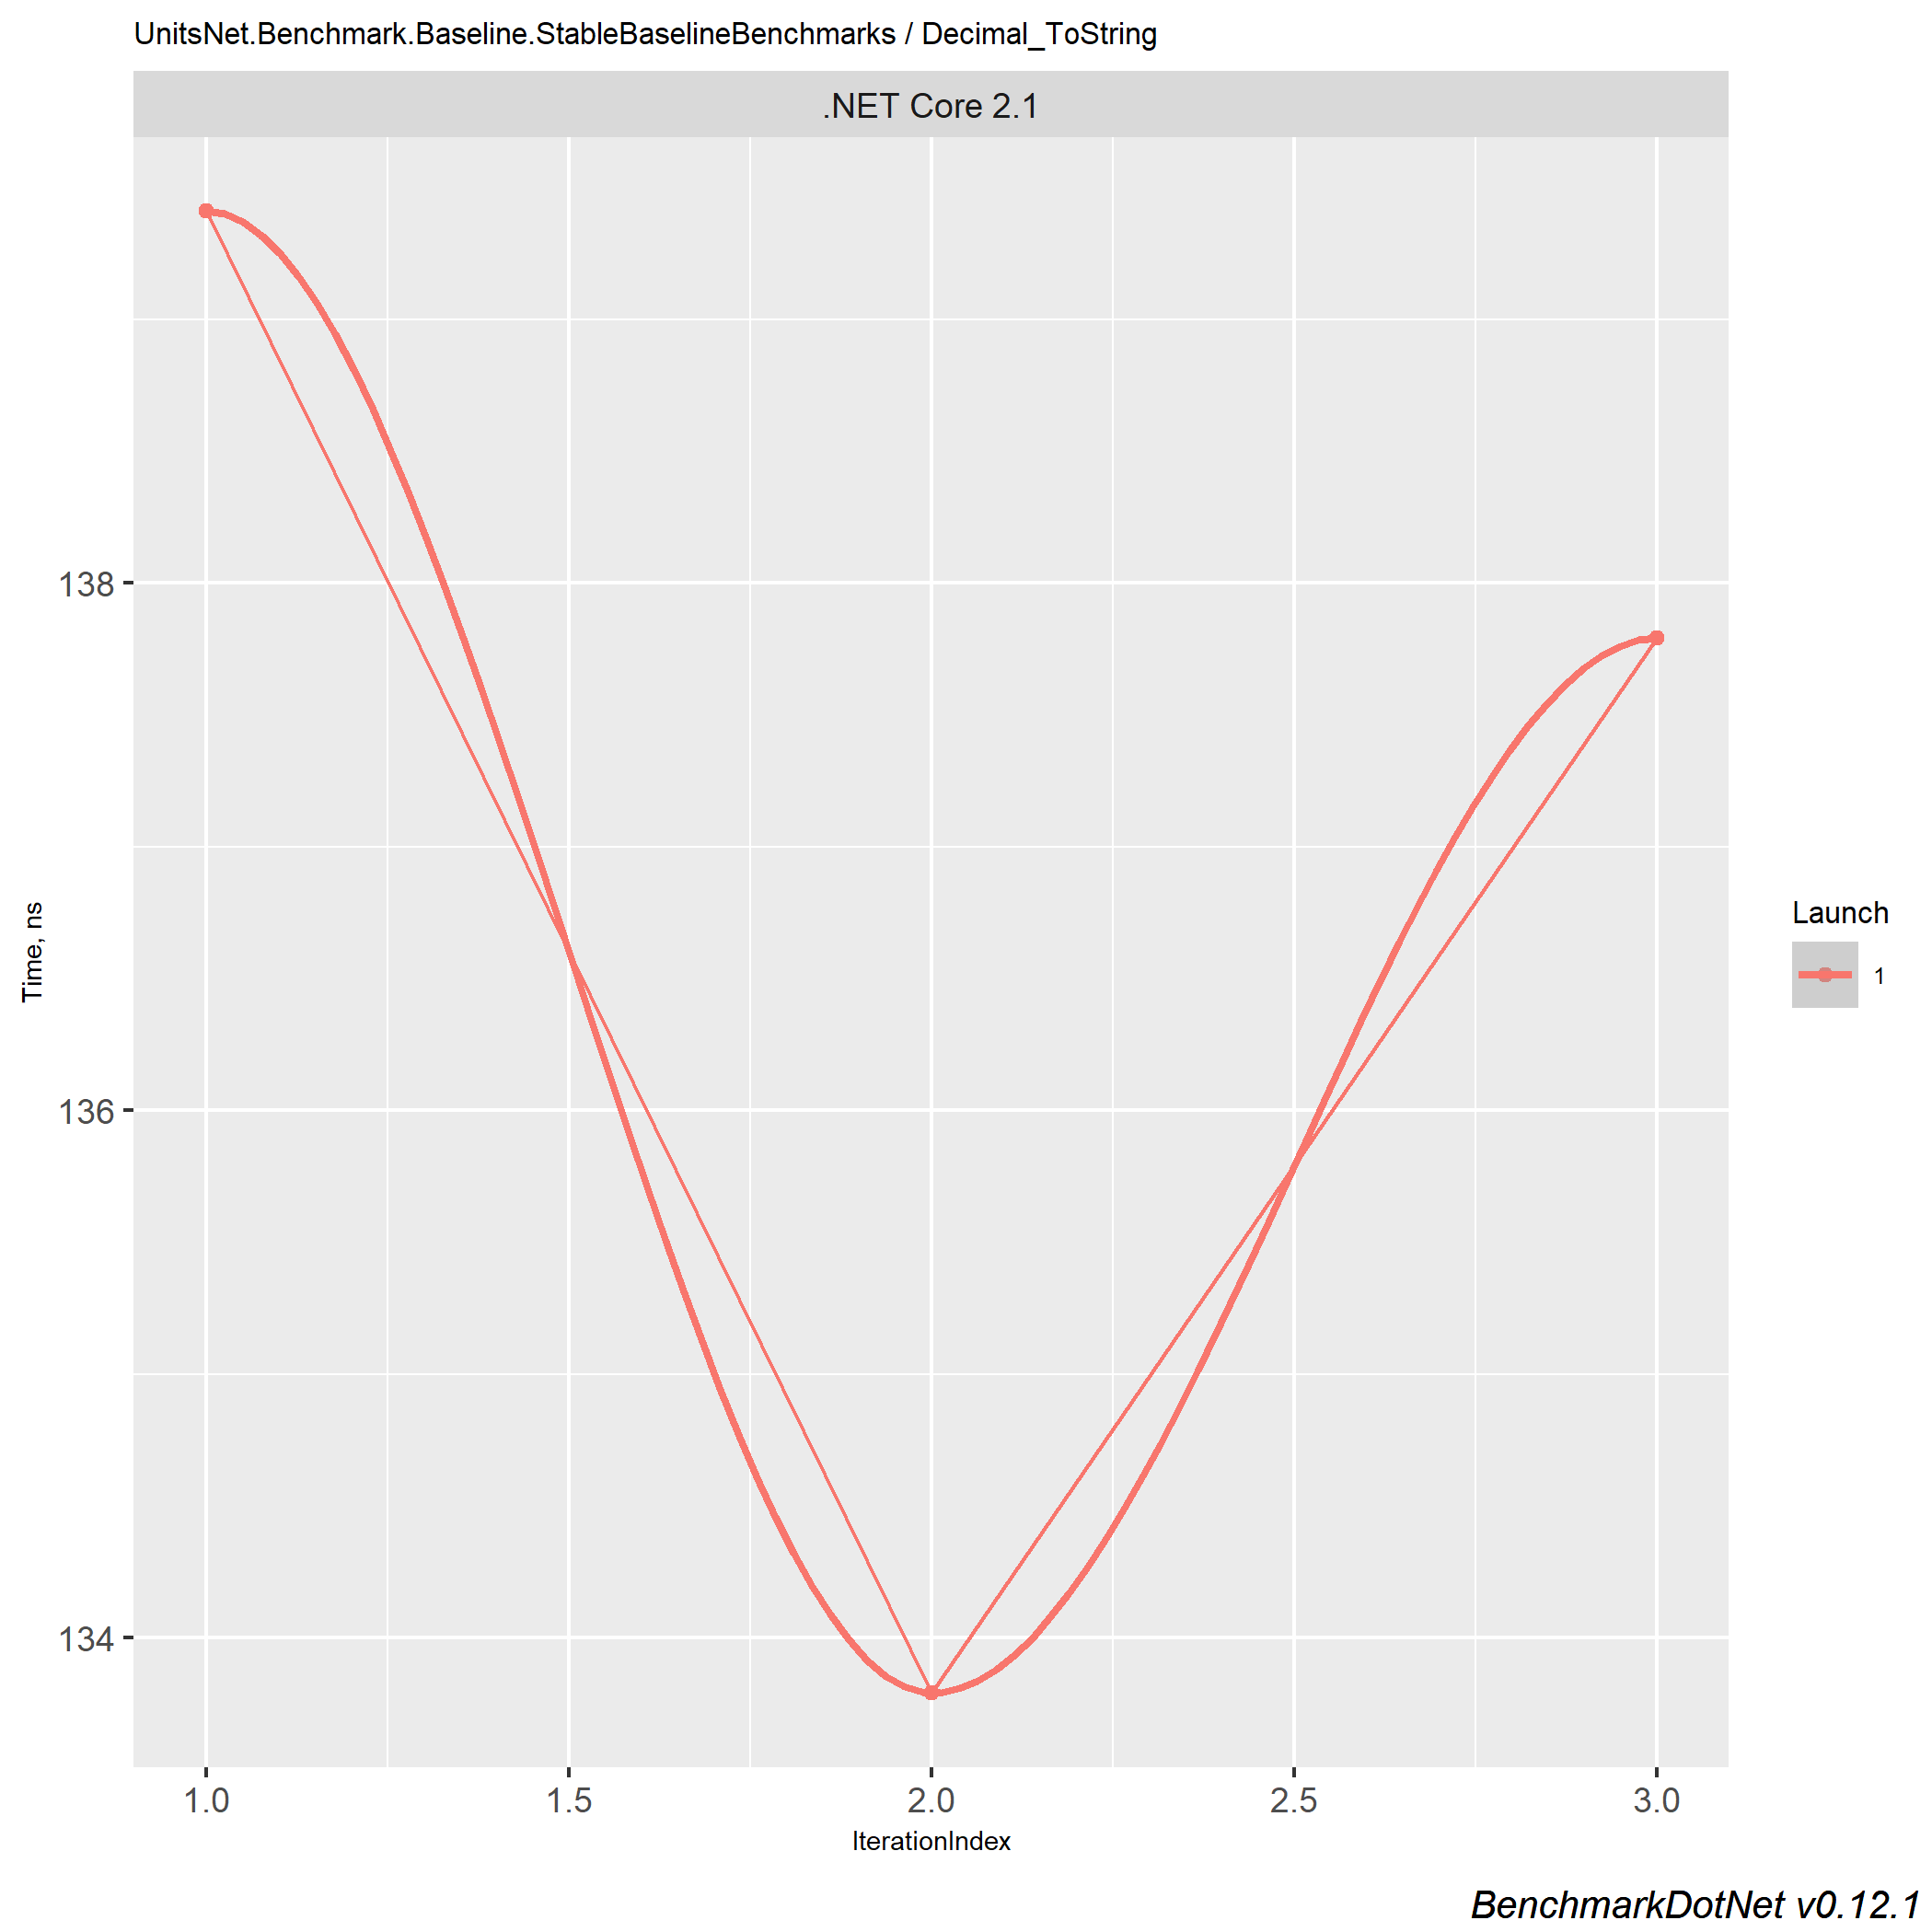 UnitsNet.Benchmark.Baseline.StableBaselineBenchmarks / Decimal_ToString
.NET Core 2.1
138
136
134
Time, ns
1.0 1.5 2.0 2.5 3.0
IterationIndex
Launch
1
BenchmarkDotNet v0.12.1